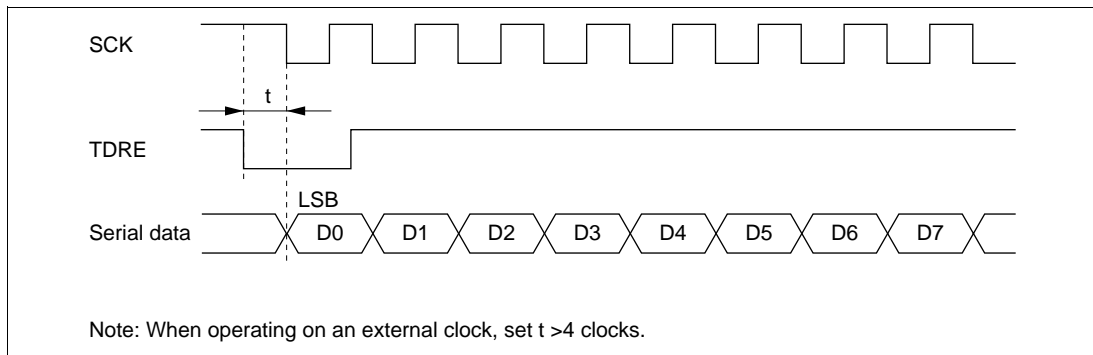 SCK
t
TDRE
LSB
Serial data D0 D1 D2 D3 D4 D5 D6 D7
Note: When operating on an external clock, set t >4 clocks.